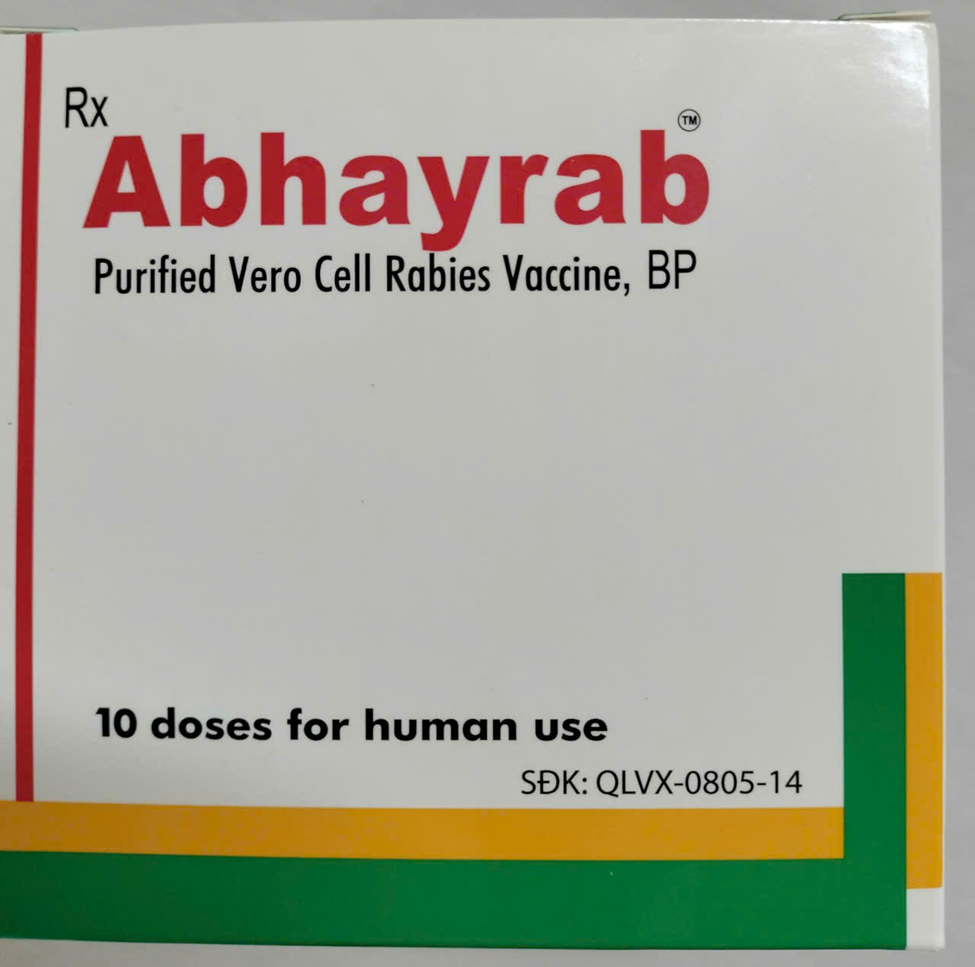 Rx
Abhayrab™
Purified Vero Cell Rabies Vaccine, BP
10 doses for human use
SĐK: QLVX-0805-14